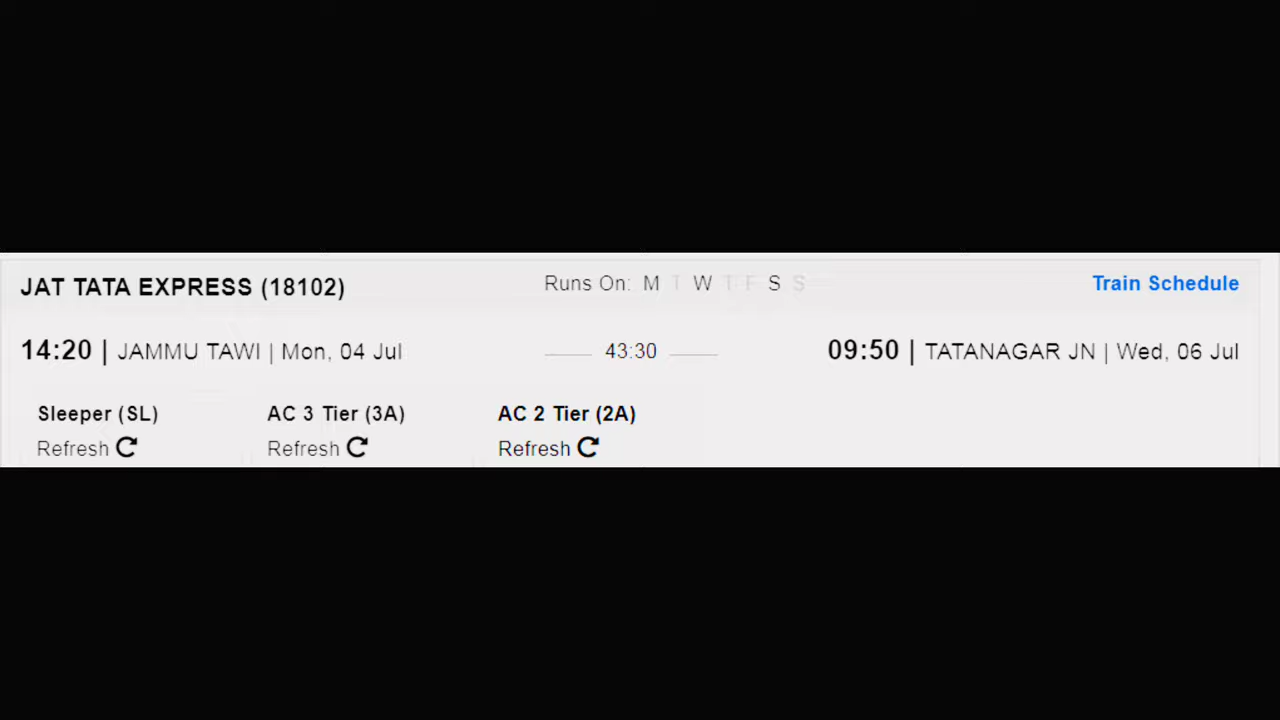 JAT TATA EXPRESS (18102) Runs On: M T W T F S S Train Schedule
14:20 | JAMMU TAWI | Mon, 04 Jul 43:30 09:50 | TATANAGAR JN | Wed, 06 Jul
Sleeper (SL) AC 3 Tier (3A) AC 2 Tier (2A)
Refresh Refresh Refresh